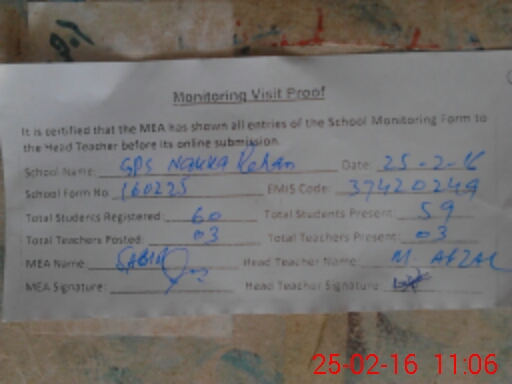 Monitoring Visit Proof
It is certified that the MEA has shown all entries of the School Monitoring Form to
the Head Teacher before its online submission.
School Name: GPS Nakka Rehan Date: 25-2-16
School Form No. 160225 EMIS Code: 37420249
Total Students Registered: 60 Total Students Present: 59
Total Teachers Posted: 03 Total Teachers Present: 03
MEA Name: SABIR Head Teacher Name: M. AFZAL
MEA Signature: Head Teacher Signature:
25-02-16 11:06